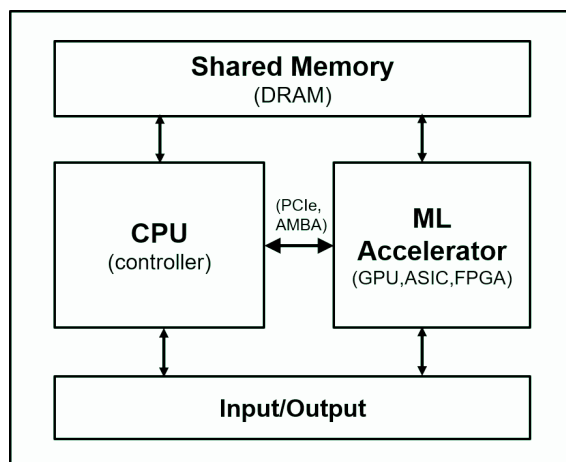 Shared Memory
(DRAM)
CPU
(controller)
(PCIe,
AMBA)
ML
Accelerator
(GPU,ASIC,FPGA)
Input/Output